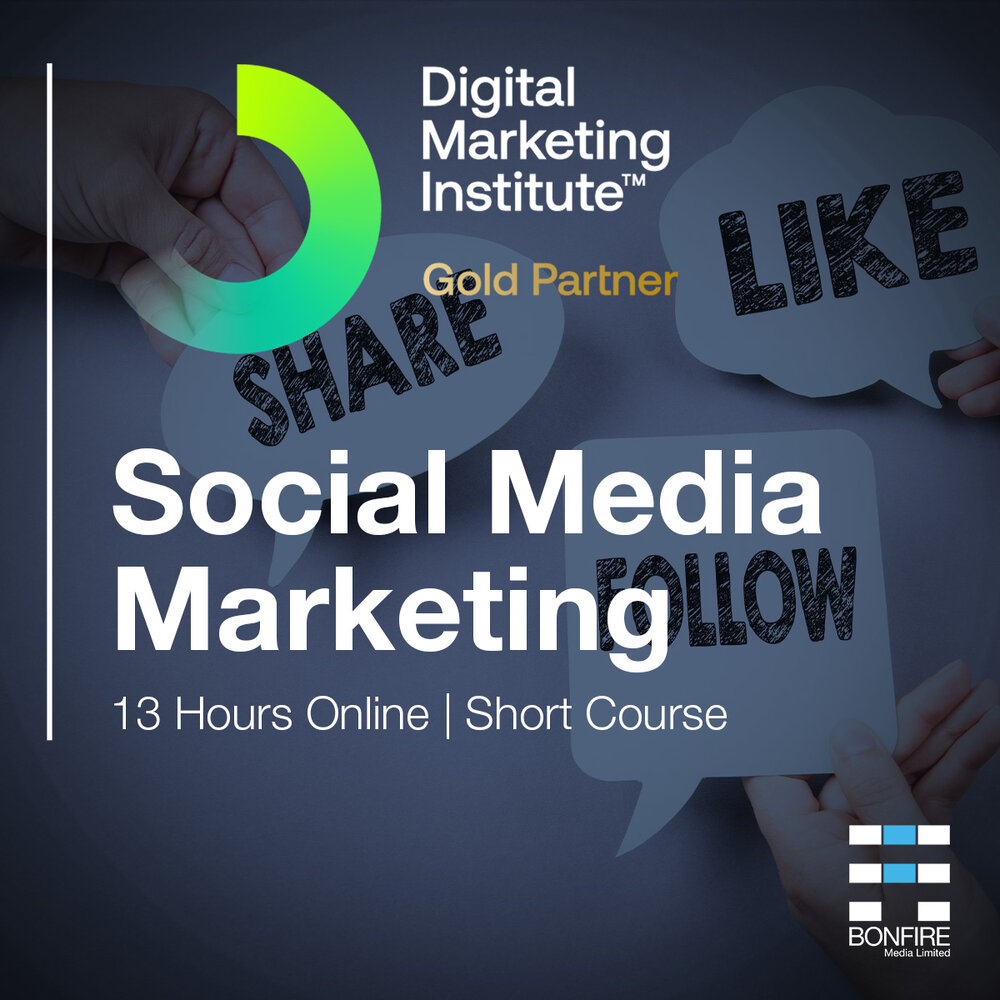 Digital
Marketing
Institute™
Gold Partner
LIKE
SHARE
Social Media
Marketing
FOLLOW
13 Hours Online | Short Course
BONFIRE
Media Limited